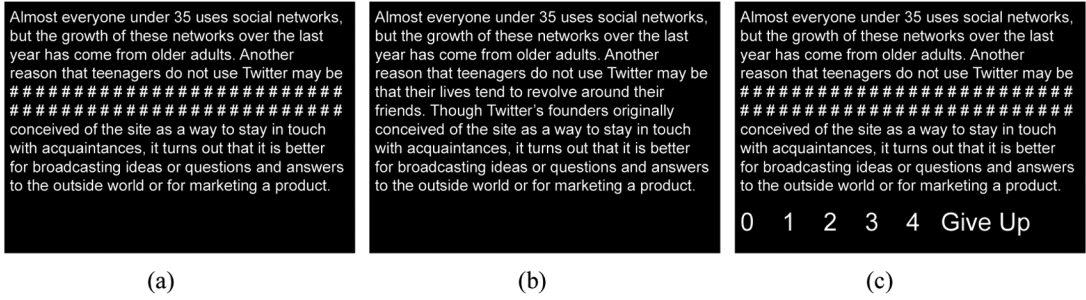 Almost everyone under 35 uses social networks,
but the growth of these networks over the last
year has come from older adults. Another
reason that teenagers do not use Twitter may be
# # # # # # # # # # # # # # # # # # # # # # # # # #
# # # # # # # # # # # # # # # # # # # # # # # # # #
conceived of the site as a way to stay in touch
with acquaintances, it turns out that it is better
for broadcasting ideas or questions and answers
to the outside world or for marketing a product.
(a)
Almost everyone under 35 uses social networks,
but the growth of these networks over the last
year has come from older adults. Another
reason that teenagers do not use Twitter may be
that their lives tend to revolve around their
friends. Though Twitter's founders originally
conceived of the site as a way to stay in touch
with acquaintances, it turns out that it is better
for broadcasting ideas or questions and answers
to the outside world or for marketing a product.
(b)
Almost everyone under 35 uses social networks,
but the growth of these networks over the last
year has come from older adults. Another
reason that teenagers do not use Twitter may be
# # # # # # # # # # # # # # # # # # # # # # # # # #
# # # # # # # # # # # # # # # # # # # # # # # # # #
conceived of the site as a way to stay in touch
with acquaintances, it turns out that it is better
for broadcasting ideas or questions and answers
to the outside world or for marketing a product.
0 1 2 3 4 Give Up
(c)